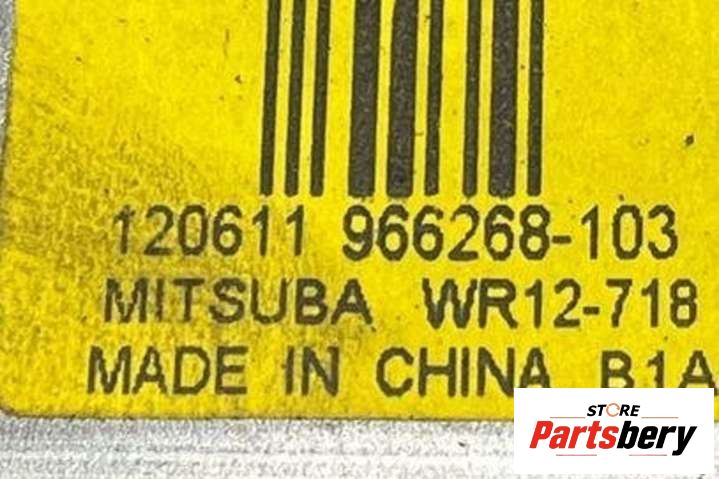 120611 966268-103
MITSUBA WR12-718
MADE IN CHINA B1A
STORE
Partsbery